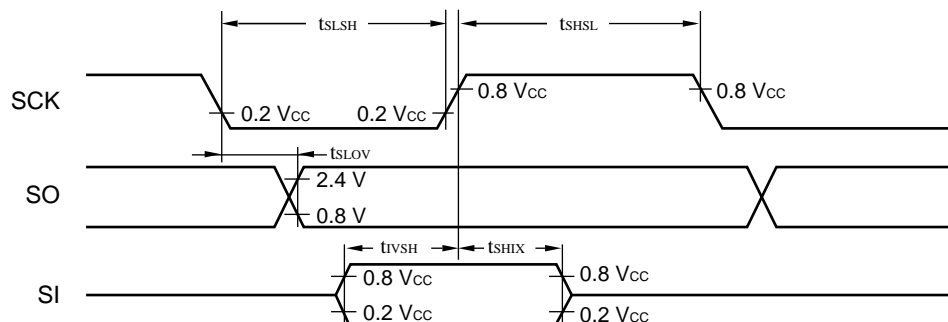 tSLSH tSHSL
SCK 0.2 VCC 0.2 VCC 0.8 VCC 0.8 VCC
tSLOV
SO 2.4 V
0.8 V
tIVSH tSHIX
0.8 VCC 0.8 VCC
SI
0.2 VCC 0.2 VCC